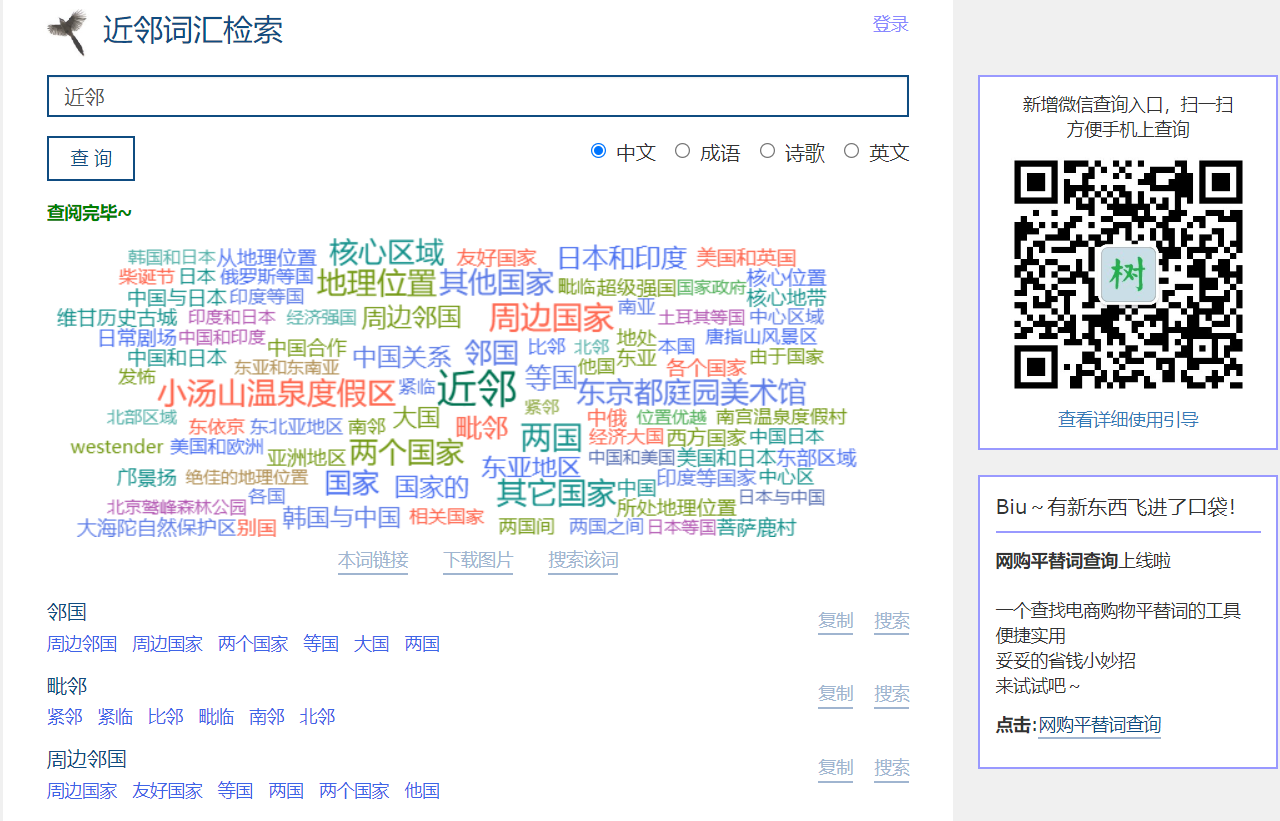 近邻词汇检索
登录
近邻
查 询
中文 成语 诗歌 英文
查阅完毕~
韩国和日本 从地理位置 核心区域 友好国家 日本和印度 美国和英国
柴诞节 日本 俄罗斯等国 地理位置 其他国家 毗临 超级强国 国家政府 核心位置
中国与日本 印度等国 核心地带
维甘历史古城 印度和日本 经济强国 周边邻国 周边国家 南亚 土耳其等国 中心区域
日常剧场 中国和印度 中国合作 中国关系 邻国 比邻 北邻 地处 本国 唐指山风景区
中国和日本 东亚和东南亚 他国 东亚 各个国家 由于国家
发怖 小汤山温泉度假区 紧临 近邻 等国 东京都庭园美术馆
北部区域 东依京 东北亚地区 南邻 大国 毗邻 紧邻 两国 中俄 位置优越 南宫温泉度假村
westender 美国和欧洲 亚洲地区 两个国家 经济大国 西方国家 中国日本
东亚地区 中国和美国 美国和日本 东部区域
邝景扬 绝佳的地理位置 国家 国家的 其它国家 中国 印度等国家 中心区
北京鹫峰森林公园 各国 所处地理位置 日本与中国
大海陀自然保护区 别国 韩国与中国 相关国家 两国间 两国之间 日本等国 菩萨鹿村
本词链接 下载图片 搜索该词
邻国
复制 搜索
周边邻国 周边国家 两个国家 等国 大国 两国
毗邻
复制 搜索
紧邻 紧临 比邻 毗临 南邻 北邻
周边邻国
复制 搜索
周边国家 友好国家 等国 两国 两个国家 他国
新增微信查询入口，扫一扫
方便手机上查询
树
查看详细使用引导
Biu～有新东西飞进了口袋！
网购平替词查询上线啦
一个查找电商购物平替词的工具
便捷实用
妥妥的省钱小妙招
来试试吧～
点击:网购平替词查询